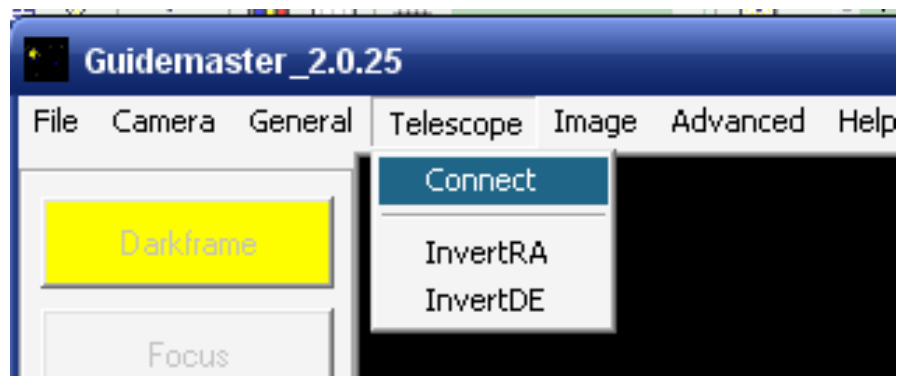 Guidemaster_2.0.25
File Camera General Telescope Image Advanced Help
Connect
Darkframe
InvertRA
InvertDE
Focus